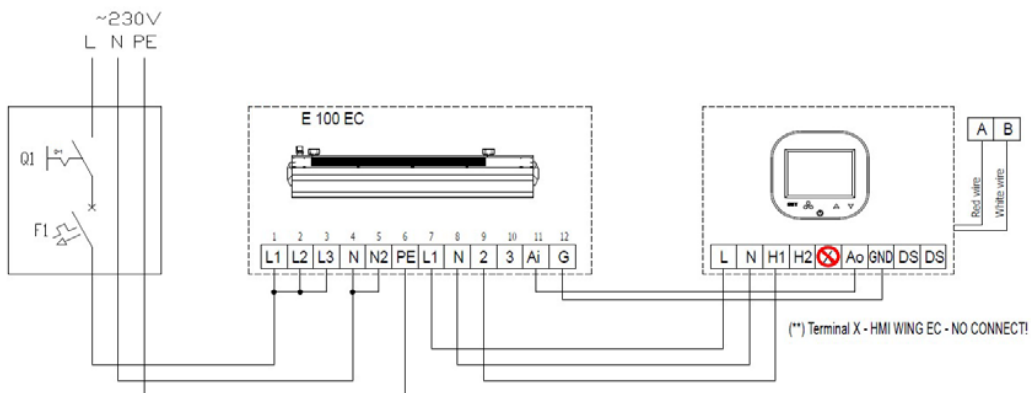 ~230V
L N PE
Q1
F1
E 100 EC
1 2 3 4 5 6 7 8 9 10 11 12
L1 L2 L3 N N2 PE L1 N 2 3 Ai G
L N H1 H2 X Ao GND DS DS
A B
Red wire
White wire
(**) Terminal X - HMI WING EC - NO CONNECT!